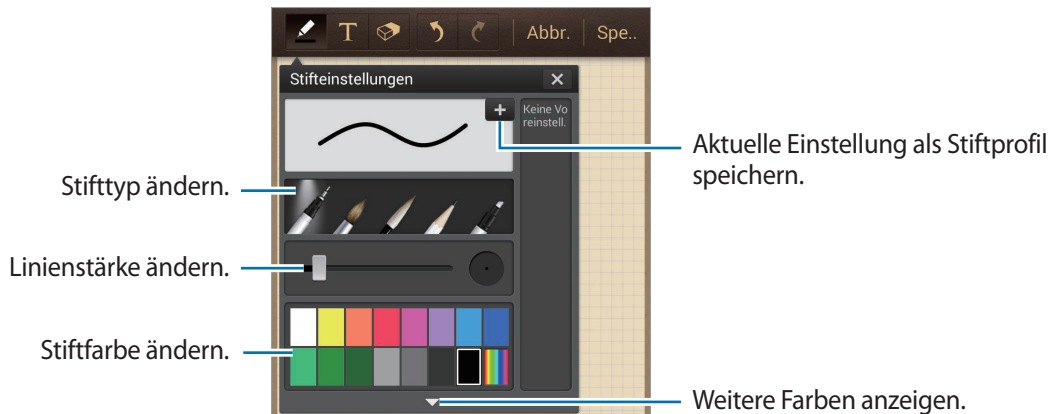 T
Abbr.
Spe..
Stifteinstellungen
Keine Vo
reinstell.
Aktuelle Einstellung als Stiftprofil
speichern.
Stifttyp ändern.
Linienstärke ändern.
Stiftfarbe ändern.
Weitere Farben anzeigen.